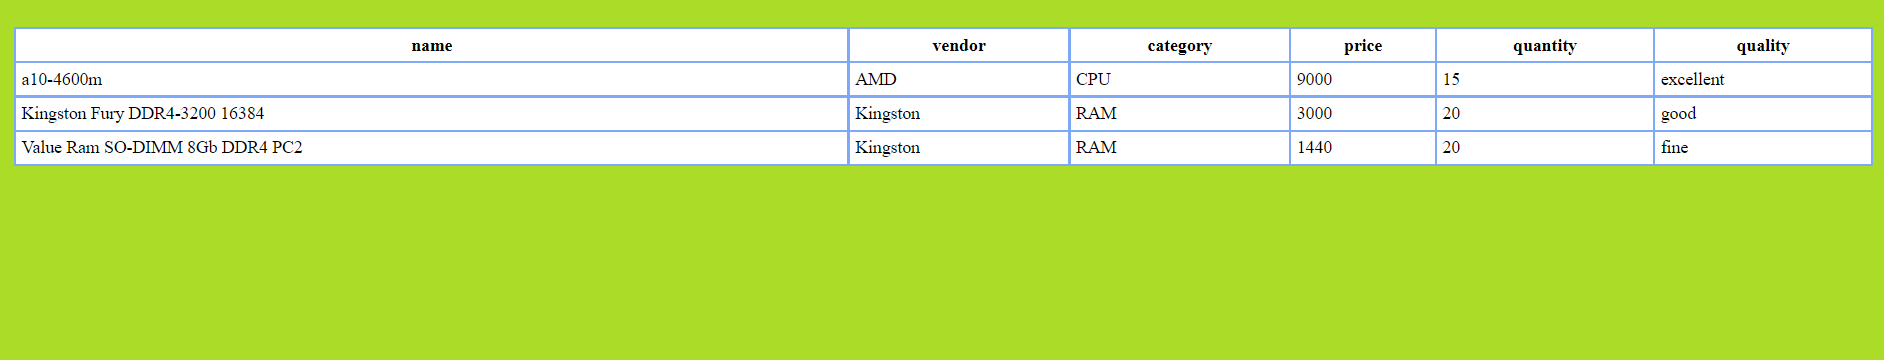 name vendor category price quantity quality
a10-4600m AMD CPU 9000 15 excellent
Kingston Fury DDR4-3200 16384 Kingston RAM 3000 20 good
Value Ram SO-DIMM 8Gb DDR4 PC2 Kingston RAM 1440 20 fine